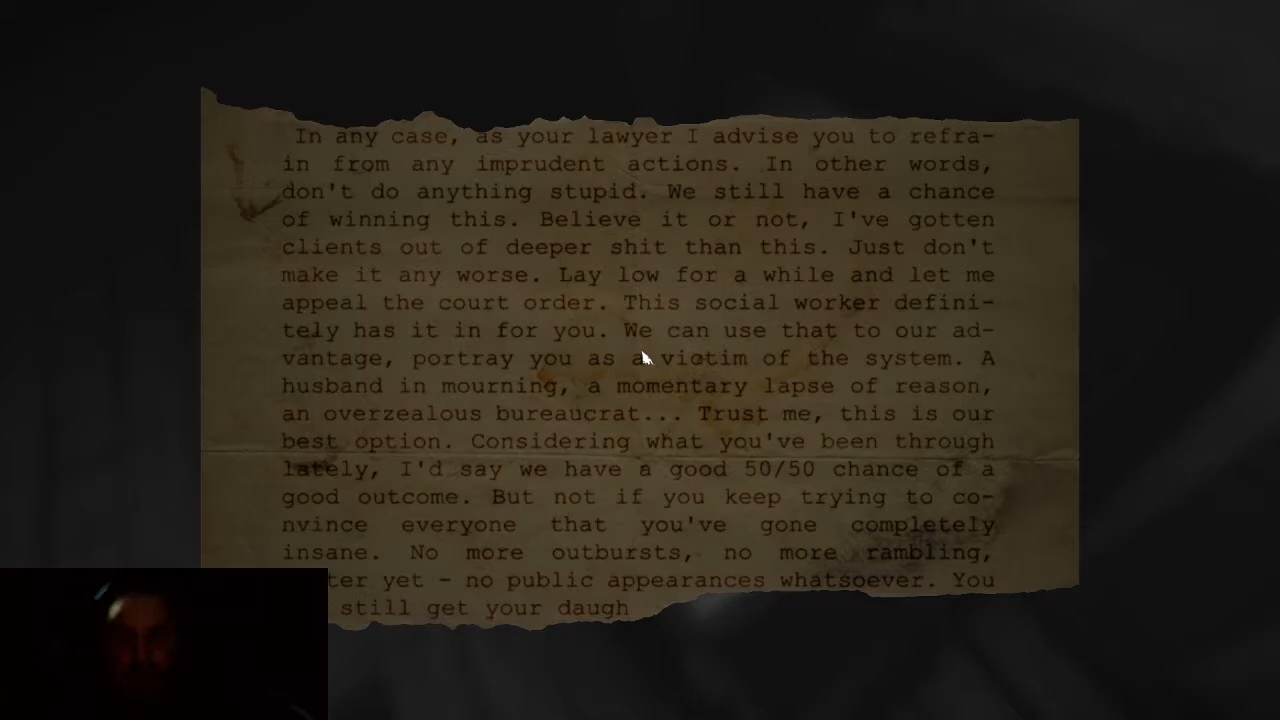 In any case, as your lawyer I advise you to refra-
in from any imprudent actions. In other words,
don't do anything stupid. We still have a chance
of winning this. Believe it or not, I've gotten
clients out of deeper shit than this. Just don't
make it any worse. Lay low for a while and let me
appeal the court order. This social worker defini-
tely has it in for you. We can use that to our ad-
vantage, portray you as a victim of the system. A
husband in mourning, a momentary lapse of reason,
an overzealous bureaucrat... Trust me, this is our
best option. Considering what you've been through
lately, I'd say we have a good 50/50 chance of a
good outcome. But not if you keep trying to co-
nvince everyone that you've gone completely
insane. No more outbursts, no more rambling,
ter yet - no public appearances whatsoever. You
still get your daugh